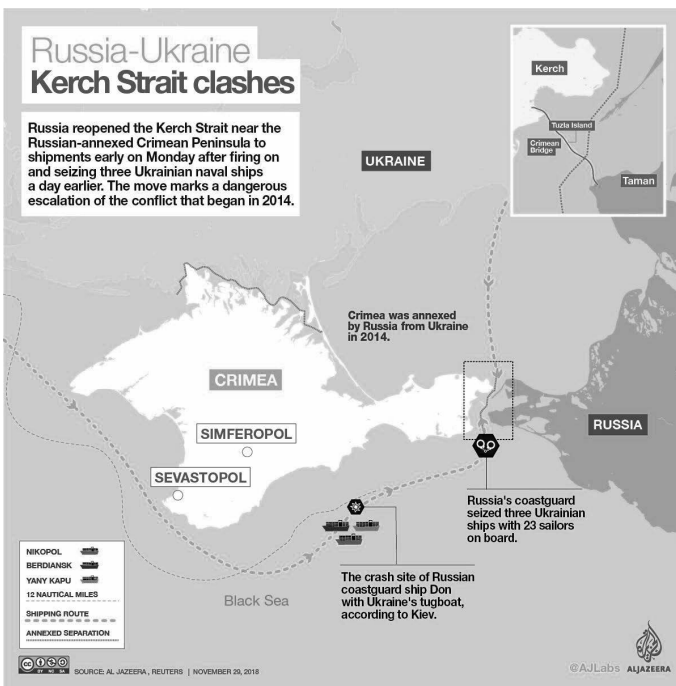 Russia-Ukraine
Kerch Strait clashes
Russia reopened the Kerch Strait near the
Russian-annexed Crimean Peninsula to
shipments early on Monday after firing on
and seizing three Ukrainian naval ships
a day earlier. The move marks a dangerous
escalation of the conflict that began in 2014.
Kerch
Tuzla Island
Crimean
Bridge
Taman
UKRAINE
Crimea was annexed
by Russia from Ukraine
in 2014.
CRIMEA
SIMFEROPOL
SEVASTOPOL
RUSSIA
Russia's coastguard
seized three Ukrainian
ships with 23 sailors
on board.
The crash site of Russian
coastguard ship Don
with Ukraine's tugboat,
according to Kiev.
Black Sea
NIKOPOL
BERDIANSK
YANY KAPU
12 NAUTICAL MILES
SHIPPING ROUTE
ANNEXED SEPARATION
cc BY NC SA
SOURCE: AL JAZEERA, REUTERS | NOVEMBER 29, 2018
@AJLabs
ALJAZEERA